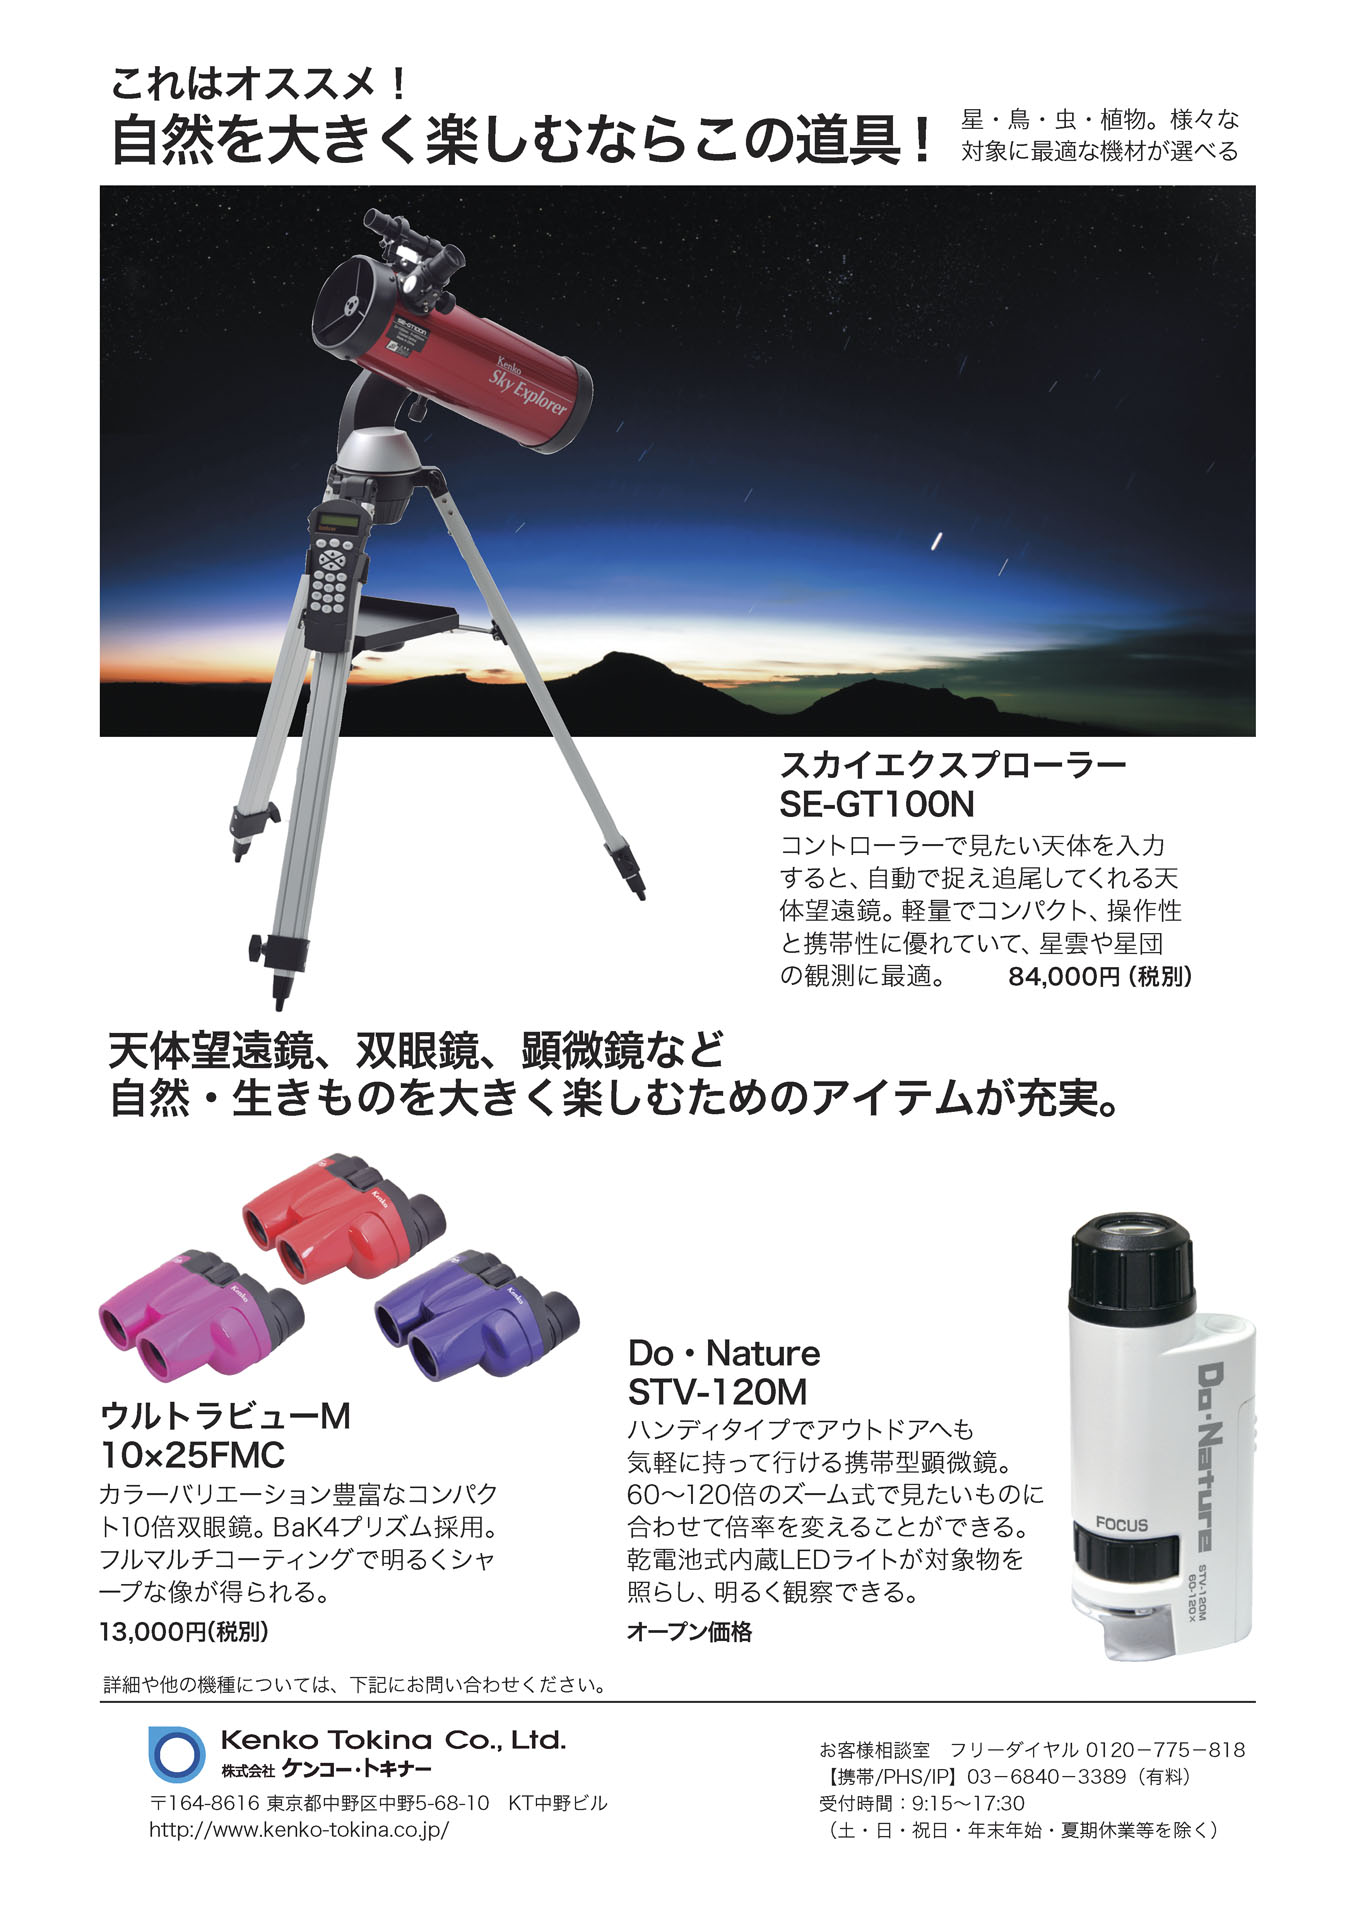 これはオススメ！
自然を大きく楽しむならこの道具！
星・鳥・虫・植物。様々な
対象に最適な機材が選べる
SE-GT100N
Kenko
Sky Explorer
スカイエクスプローラー
SE-GT100N
コントローラーで見たい天体を入力
すると、自動で捉え追尾してくれる天
体望遠鏡。軽量でコンパクト、操作性
と携帯性に優れていて、星雲や星団
の観測に最適。 84,000円（税別）
天体望遠鏡、双眼鏡、顕微鏡など
自然・生きものを大きく楽しむためのアイテムが充実。
Kenko
Kenko
Kenko
ウルトラビューM
10×25FMC
カラーバリエーション豊富なコンパク
ト10倍双眼鏡。BaK4プリズム採用。
フルマルチコーティングで明るくシャ
ープな像が得られる。
13,000円（税別）
Do・Nature
STV-120M
ハンディタイプでアウトドアへも
気軽に持って行ける携帯型顕微鏡。
60〜120倍のズーム式で見たいものに
合わせて倍率を変えることができる。
乾電池式内蔵LEDライトが対象物を
照らし、明るく観察できる。
オープン価格
Do・Nature
STV-120M
60-120×
FOCUS
詳細や他の機種については、下記にお問い合わせください。
Kenko Tokina Co., Ltd.
株式会社 ケンコー・トキナー
〒164-8616 東京都中野区中野5-68-10　KT中野ビル
http://www.kenko-tokina.co.jp/
お客様相談室　フリーダイヤル 0120－775－818
【携帯/PHS/IP】03－6840－3389（有料）
受付時間：9:15〜17:30
（土・日・祝日・年末年始・夏期休業等を除く）